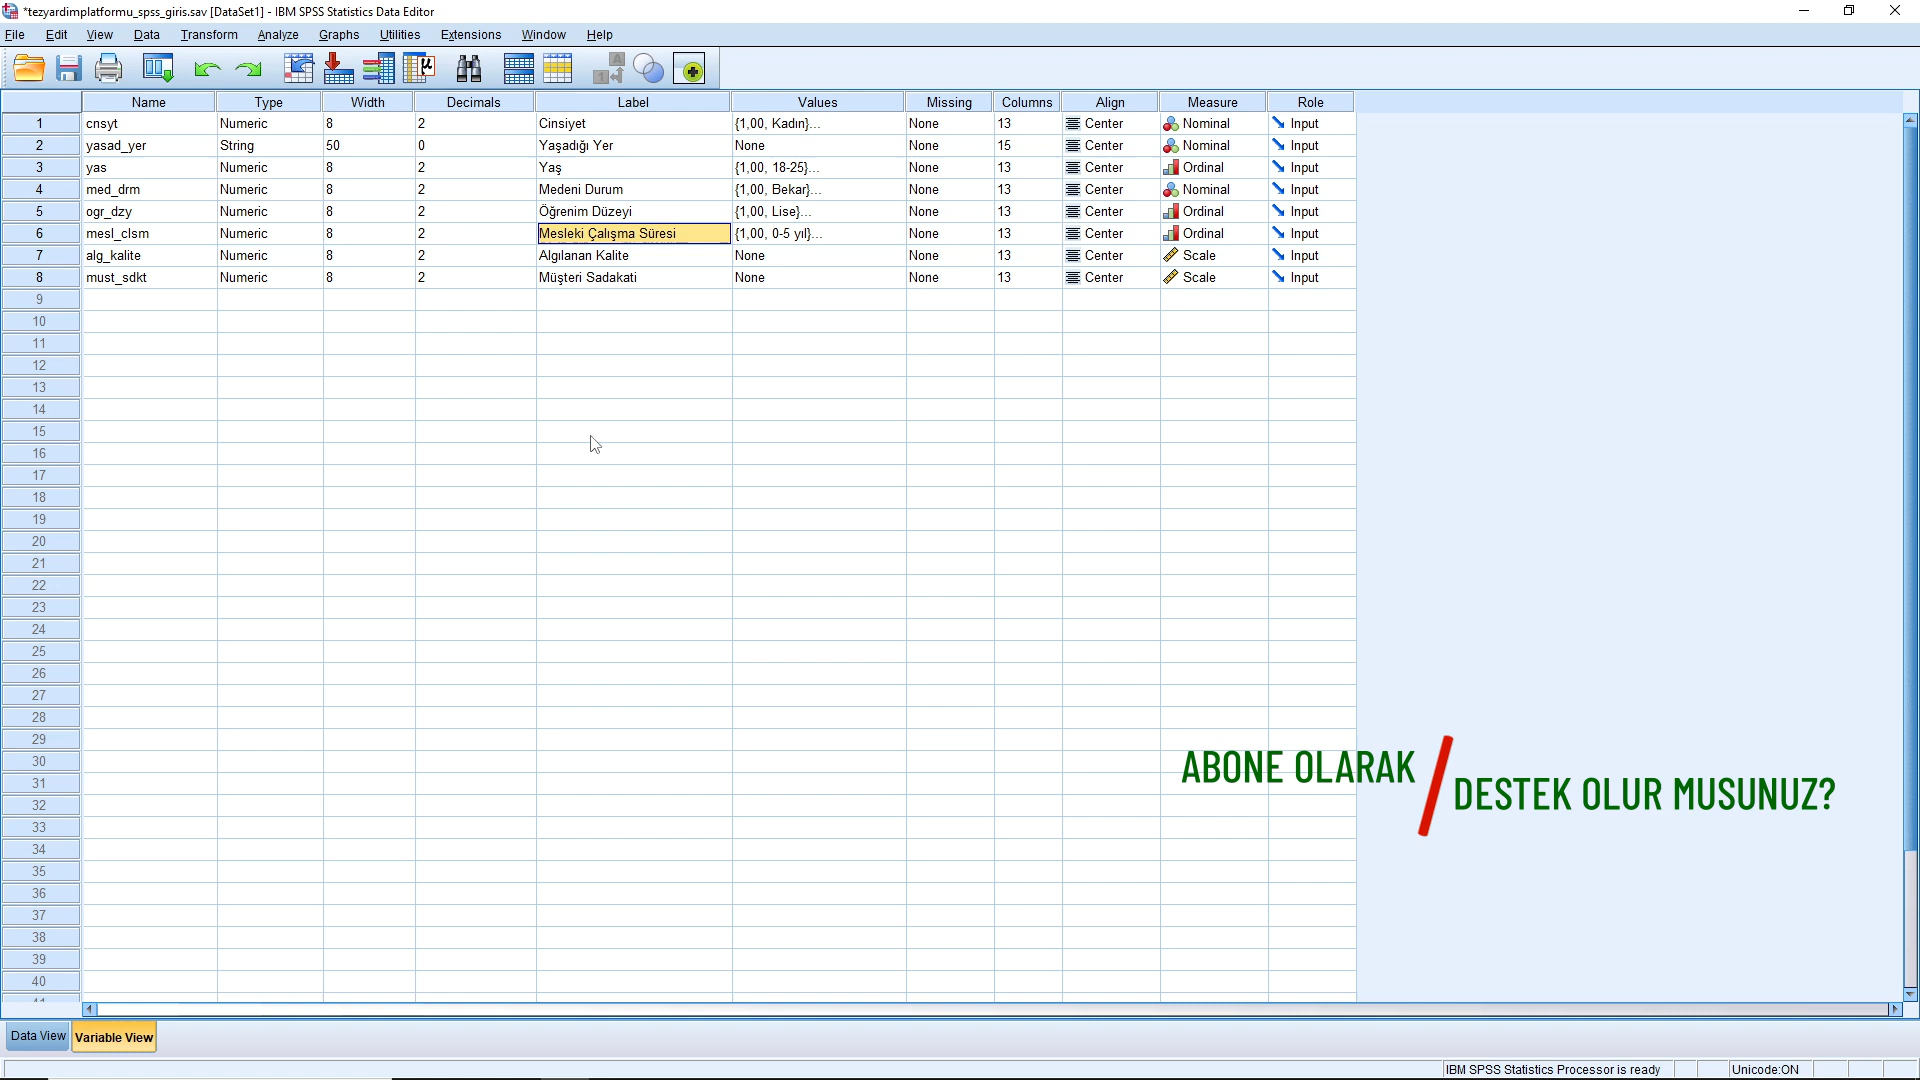 *tezyardimplatformu_spss_giris.sav [DataSet1] - IBM SPSS Statistics Data Editor
File Edit View Data Transform Analyze Graphs Utilities Extensions Window Help
Name Type Width Decimals Label Values Missing Columns Align Measure Role
1 cnsyt Numeric 8 2 Cinsiyet {1,00, Kadın}... None 13 Center Nominal Input
2 yasad_yer String 50 0 Yaşadığı Yer None None 15 Center Nominal Input
3 yas Numeric 8 2 Yaş {1,00, 18-25}... None 13 Center Ordinal Input
4 med_drm Numeric 8 2 Medeni Durum {1,00, Bekar}... None 13 Center Nominal Input
5 ogr_dzy Numeric 8 2 Öğrenim Düzeyi {1,00, Lise}... None 13 Center Ordinal Input
6 mesl_clsm Numeric 8 2 Mesleki Çalışma Süresi {1,00, 0-5 yıl}... None 13 Center Ordinal Input
7 alg_kalite Numeric 8 2 Algılanan Kalite None None 13 Center Scale Input
8 must_sdkt Numeric 8 2 Müşteri Sadakati None None 13 Center Scale Input
9
10
11
12
13
14
15
16
17
18
19
20
21
22
23
24
25
26
27
28
29
30
31
32
33
34
35
36
37
38
39
40
41
ABONE OLARAK
DESTEK OLUR MUSUNUZ?
Data View Variable View
IBM SPSS Statistics Processor is ready Unicode:ON